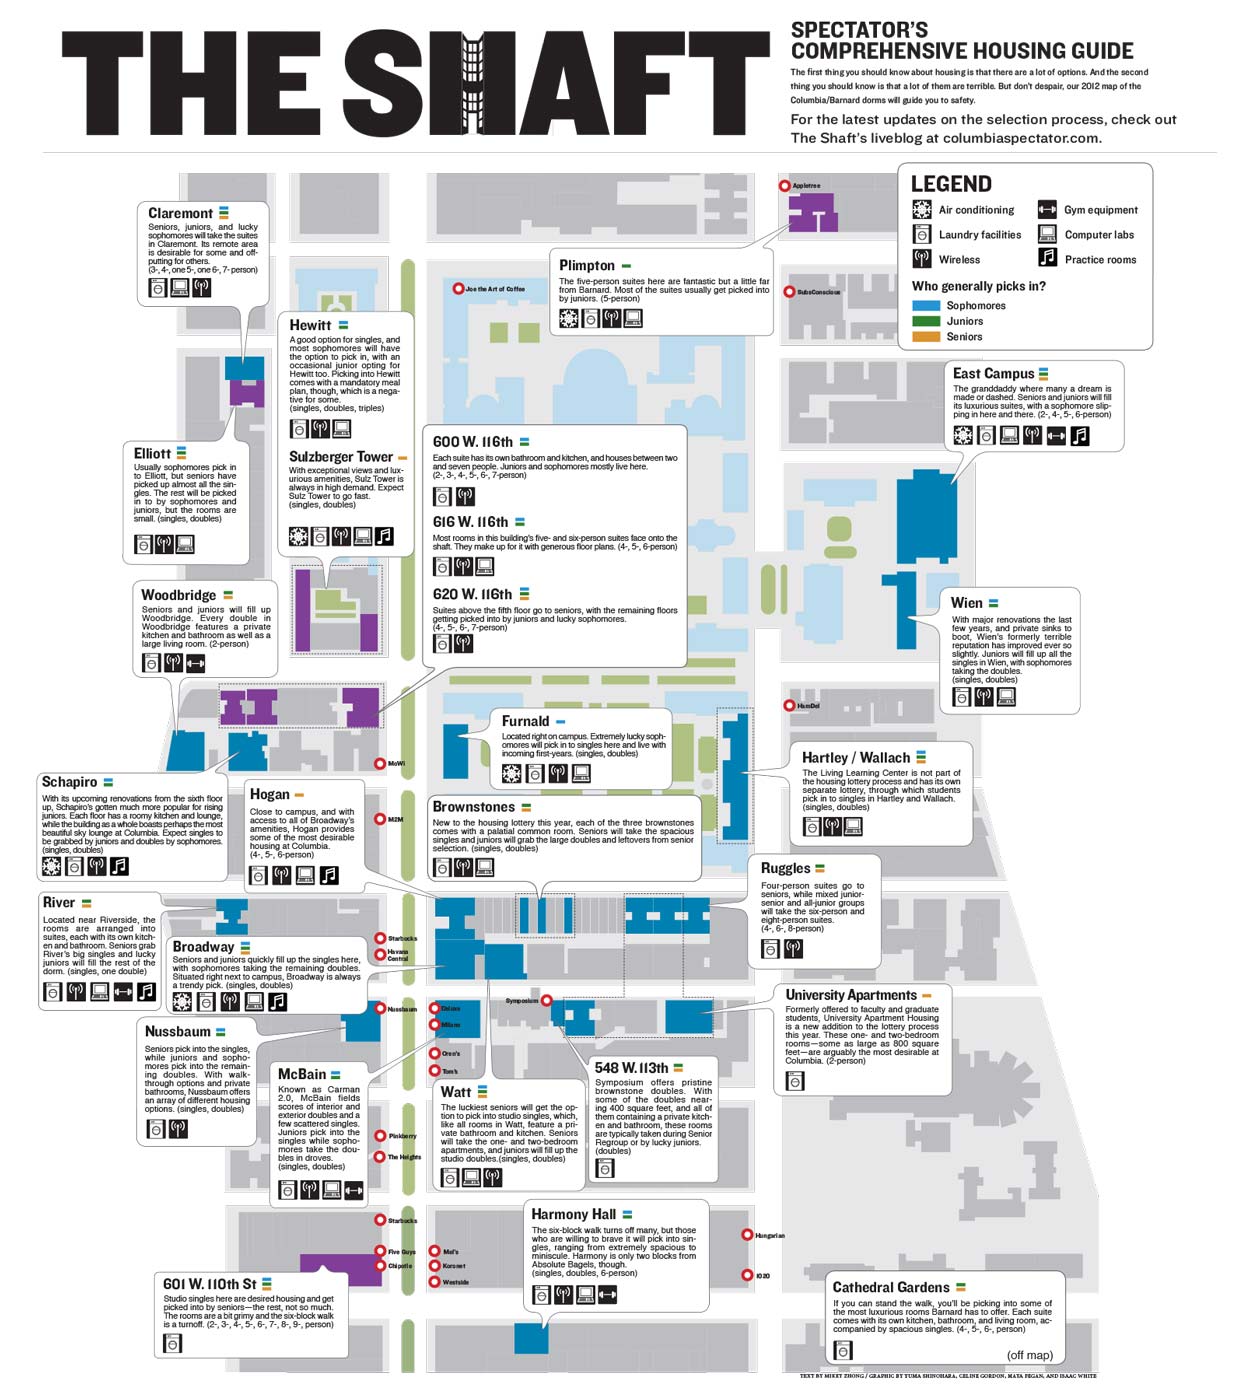 THE SHAFT
SPECTATOR'S
COMPREHENSIVE HOUSING GUIDE
The first thing you should know about housing is that there are a lot of options. And the second
thing you should know is that a lot of them are terrible. But don't despair, our 2012 map of the
Columbia/Barnard dorms will guide you to safety.
For the latest updates on the selection process, check out
The Shaft's liveblog at columbiaspectator.com.
LEGEND
Air conditioning
Gym equipment
Laundry facilities
Computer labs
Wireless
Practice rooms
Who generally picks in?
Sophomores
Juniors
Seniors
Appletree
Claremont
Seniors, juniors, and lucky
sophomores will take the suites
in Claremont. Its remote area
is desirable for some and off-
putting for others.
(3-, 4-, one 5-, one 6-, 7- person)
Plimpton
The five-person suites here are fantastic but a little far
from Barnard. Most of the suites usually get picked into
by juniors. (5-person)
Joe the Art of Coffee
SubsConscious
Hewitt
A good option for singles, and
most sophomores will have
the option to pick in, with an
occasional junior opting for
Hewitt too. Picking into Hewitt
comes with a mandatory meal
plan, though, which is a nega-
tive for some.
(singles, doubles, triples)
Sulzberger Tower
With exceptional views and lux-
urious amenities, Sulz Tower is
always in high demand. Expect
Sulz Tower to go fast.
(singles, doubles)
East Campus
The granddaddy where many a dream is
made or dashed. Seniors and juniors will fill
its luxurious suites, with a sophomore slip-
ping in here and there. (2-, 4-, 5-, 6-person)
Elliott
Usually sophomores pick in
to Elliott, but seniors have
picked up almost all the sin-
gles. The rest will be picked
in to by sophomores and
juniors, but the rooms are
small. (singles, doubles)
600 W. 116th
Each suite has its own bathroom and kitchen, and houses between two
and seven people. Juniors and sophomores mostly live here.
(2-, 3-, 4-, 5-, 6-, 7-person)
616 W. 116th
Most rooms in this building's five- and six-person suites face onto the
shaft. They make up for it with generous floor plans. (4-, 5-, 6-person)
620 W. 116th
Suites above the fifth floor go to seniors, with the remaining floors
getting picked into by juniors and lucky sophomores.
(4-, 5-, 6-, 7-person)
Woodbridge
Seniors and juniors will fill up
Woodbridge. Every double in
Woodbridge features a private
kitchen and bathroom as well as a
large living room. (2-person)
Wien
With major renovations the last
few years, and private sinks to
boot, Wien's formerly terrible
reputation has improved ever so
slightly. Juniors will fill up all the
singles in Wien, with sophomores
taking the doubles.
(singles, doubles)
HamDel
Furnald
Located right on campus. Extremely lucky soph-
omores will pick in to singles here and live with
incoming first-years. (singles, doubles)
Hartley / Wallach
The Living Learning Center is not part of
the housing lottery process and has its own
separate lottery, through which students
pick in to singles in Hartley and Wallach.
(singles, doubles)
MoWi
Schapiro
With its upcoming renovations from the sixth floor
up, Schapiro's gotten much more popular for rising
juniors. Each floor has a roomy kitchen and lounge,
while the building as a whole boasts perhaps the most
beautiful sky lounge at Columbia. Expect singles to
be grabbed by juniors and doubles by sophomores.
(singles, doubles)
Hogan
Close to campus, and with
access to all of Broadway's
amenities, Hogan provides
some of the most desirable
housing at Columbia.
(4-, 5-, 6-person)
M2M
Brownstones
New to the housing lottery this year, each of the three brownstones
comes with a palatial common room. Seniors will take the spacious
singles and juniors will grab the large doubles and leftovers from senior
selection. (singles, doubles)
Ruggles
Four-person suites go to
seniors, while mixed junior-
senior and all-junior groups
will take the six-person and
eight-person suites.
(4-, 6-, 8-person)
River
Located near Riverside, the
rooms are arranged into
suites, each with its own kitch-
en and bathroom. Seniors grab
River's big singles and lucky
juniors will fill the rest of the
dorm. (singles, one double)
Broadway
Seniors and juniors quickly fill up the singles here,
with sophomores taking the remaining doubles.
Situated right next to campus, Broadway is always
a trendy pick. (singles, doubles)
Starbucks
Havana
Central
Symposium
University Apartments
Formerly offered to faculty and graduate
students, University Apartment Housing
is a new addition to the lottery process
this year. These one- and two-bedroom
rooms—some as large as 800 square
feet—are arguably the most desirable at
Columbia. (2-person)
Nussbaum
Deluxe
Milano
Oren's
Tom's
Nussbaum
Seniors pick into the singles,
while juniors and sopho-
mores pick into the remain-
ing doubles. With walk-
through options and private
bathrooms, Nussbaum offers
an array of different housing
options. (singles, doubles)
McBain
Known as Carman
2.0, McBain fields
scores of interior and
exterior doubles and a
few scattered singles.
Juniors pick into the
singles while sopho-
mores take the dou-
bles in droves.
(singles, doubles)
Watt
The luckiest seniors will get the op-
tion to pick into studio singles, which,
like all rooms in Watt, feature a pri-
vate bathroom and kitchen. Seniors
will take the one- and two-bedroom
apartments, and juniors will fill up the
studio doubles.(singles, doubles)
548 W. 113th
Symposium offers pristine
brownstone doubles. With
some of the doubles near-
ing 400 square feet, and all of
them containing a private kitch-
en and bathroom, these rooms
are typically taken during Senior
Regroup or by lucky juniors.
(doubles)
Pinkberry
The Heights
Starbucks
Five Guys
Chipotle
Mel's
Koronet
Westside
Harmony Hall
The six-block walk turns off many, but those
who are willing to brave it will pick into sin-
gles, ranging from extremely spacious to
miniscule. Harmony is only two blocks from
Absolute Bagels, though.
(singles, doubles, 6-person)
Hungarian
1020
601 W. 110th St
Studio singles here are desired housing and get
picked into by seniors—the rest, not so much.
The rooms are a bit grimy and the six-block walk
is a turnoff. (2-, 3-, 4-, 5-, 6-, 7-, 8-, 9-, person)
Cathedral Gardens
If you can stand the walk, you'll be picking into some of
the most luxurious rooms Barnard has to offer. Each suite
comes with its own kitchen, bathroom, and living room, ac-
companied by spacious singles. (4-, 5-, 6-, person)
(off map)
TEXT BY MIKEY ZHONG / GRAPHIC BY YUMA SHINOHARA, CELINE GORDON, MAYA FEGAN, AND ISAAC WHITE